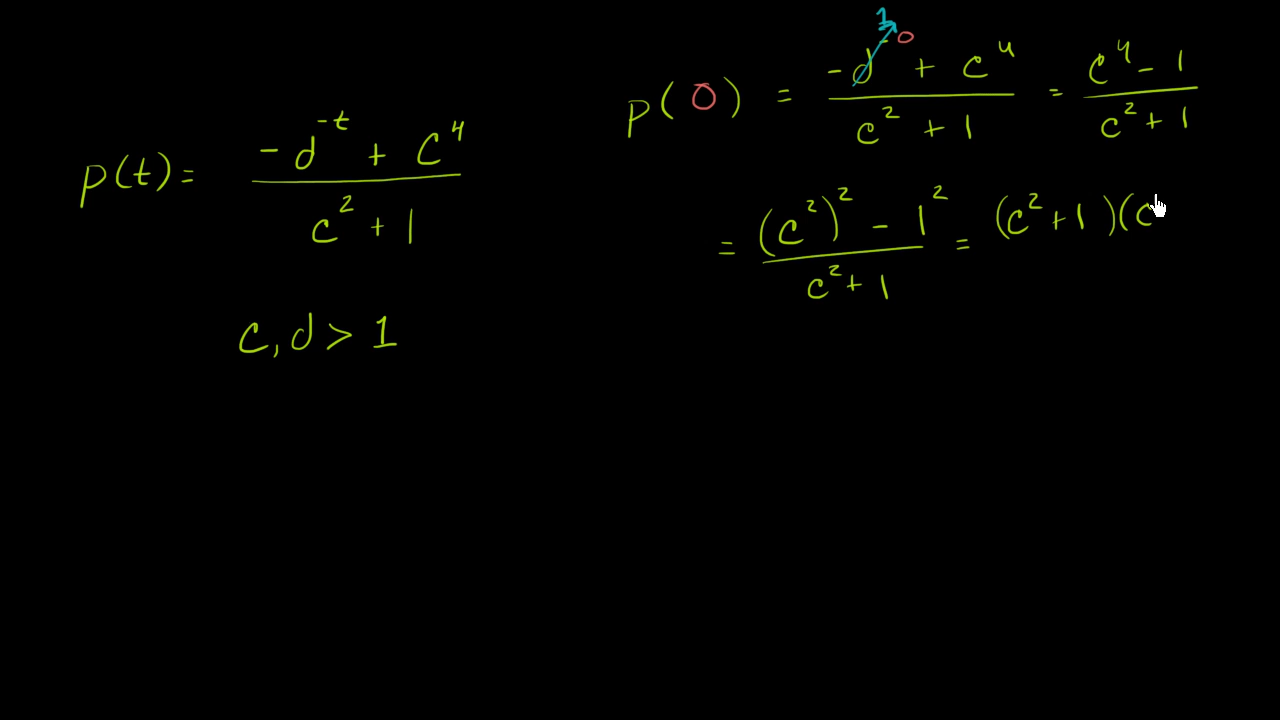 p(t) = (-d^-t + c^4) / (c^2 + 1)
c, d > 1
p(0) = (-d^-0 + c^4) / (c^2 + 1) = (c^4 - 1) / (c^2 + 1)
1
= ((c^2)^2 - 1^2) / (c^2 + 1) = (c^2 + 1)(c